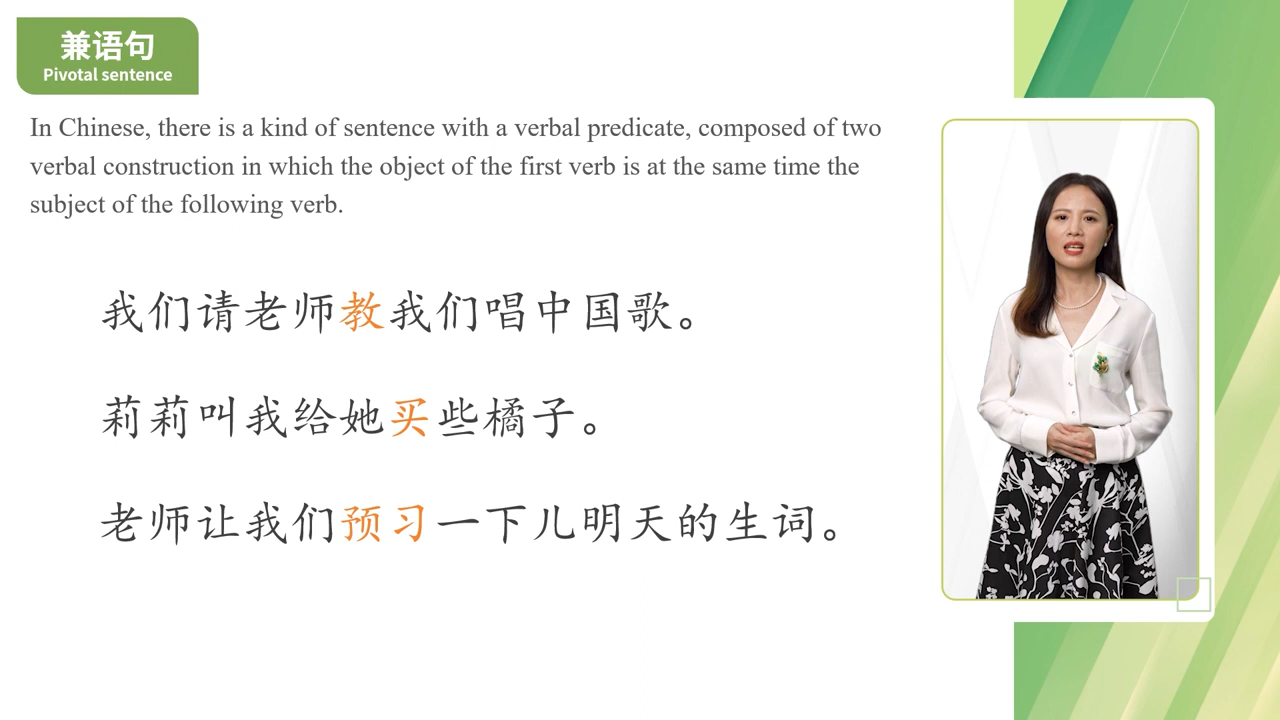 兼语句
Pivotal sentence
In Chinese, there is a kind of sentence with a verbal predicate, composed of two
verbal construction in which the object of the first verb is at the same time the
subject of the following verb.
我们请老师教我们唱中国歌。
莉莉叫我给她买些橘子。
老师让我们预习一下儿明天的生词。